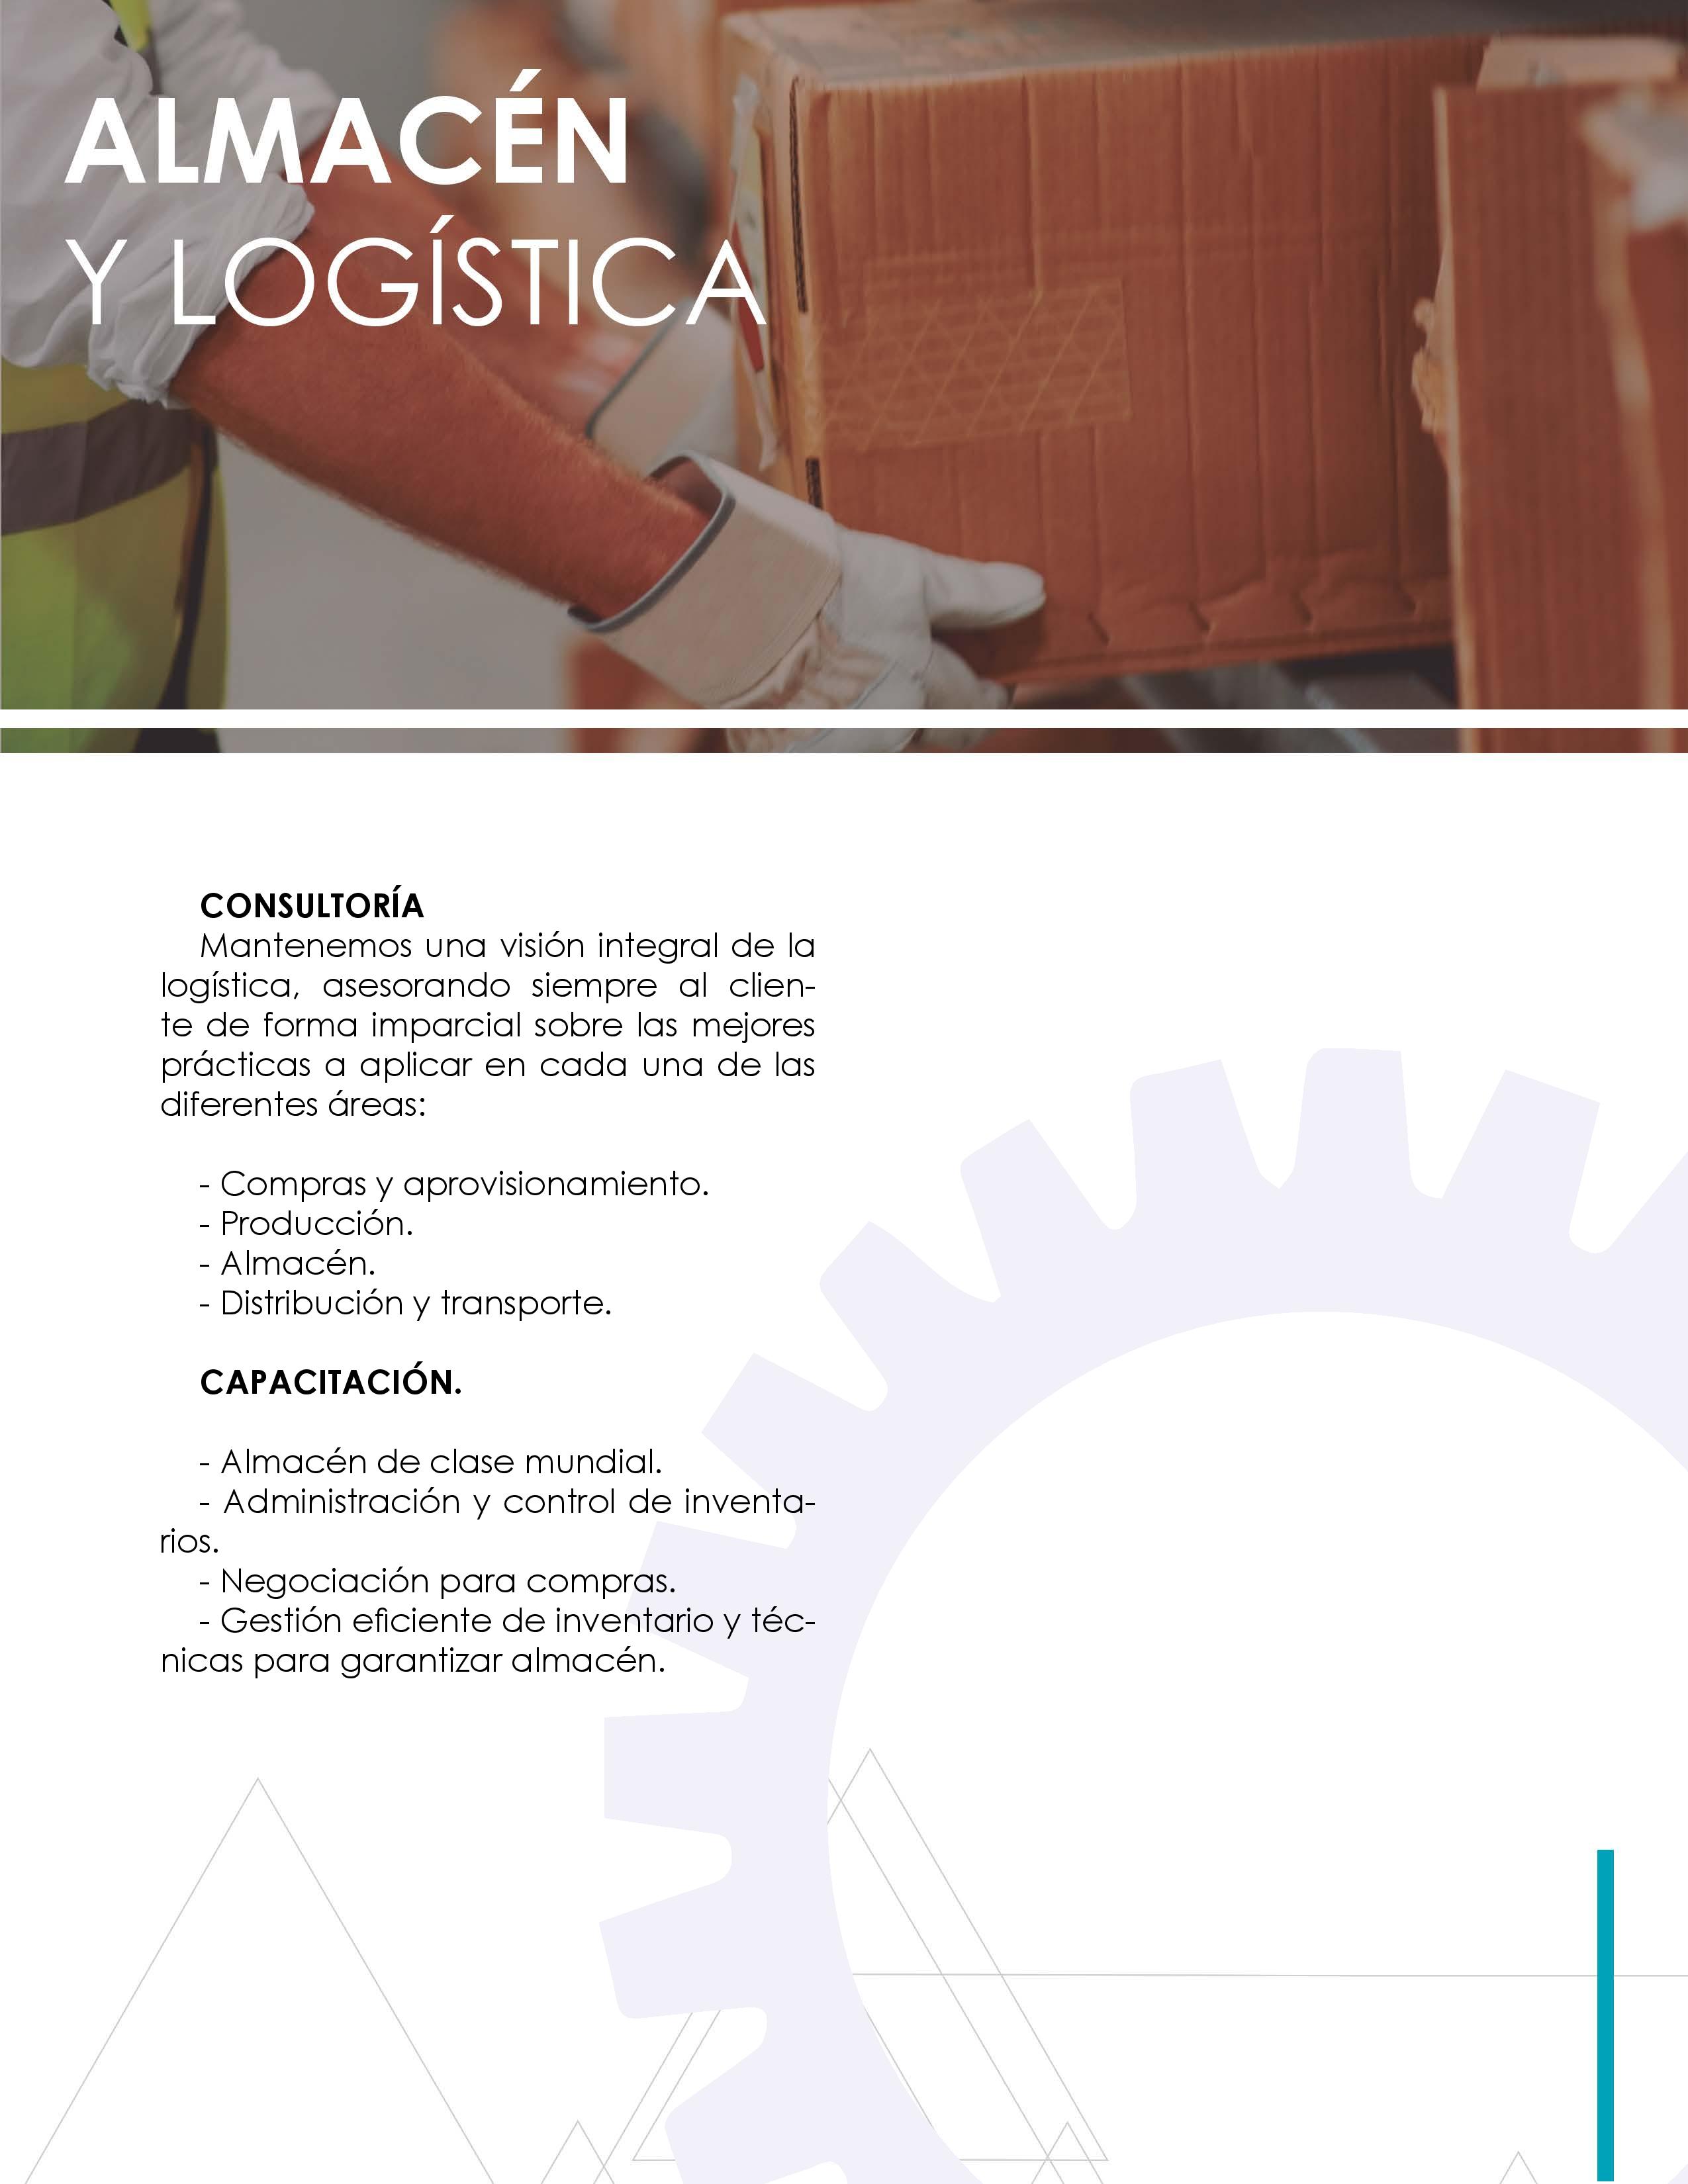 ALMACÉN
Y LOGÍSTICA
CONSULTORÍA
Mantenemos una visión integral de la
logística, asesorando siempre al clien-
te de forma imparcial sobre las mejores
prácticas a aplicar en cada una de las
diferentes áreas:
- Compras y aprovisionamiento.
- Producción.
- Almacén.
- Distribución y transporte.
CAPACITACIÓN.
- Almacén de clase mundial.
- Administración y control de inventa-
rios.
- Negociación para compras.
- Gestión eficiente de inventario y téc-
nicas para garantizar almacén.